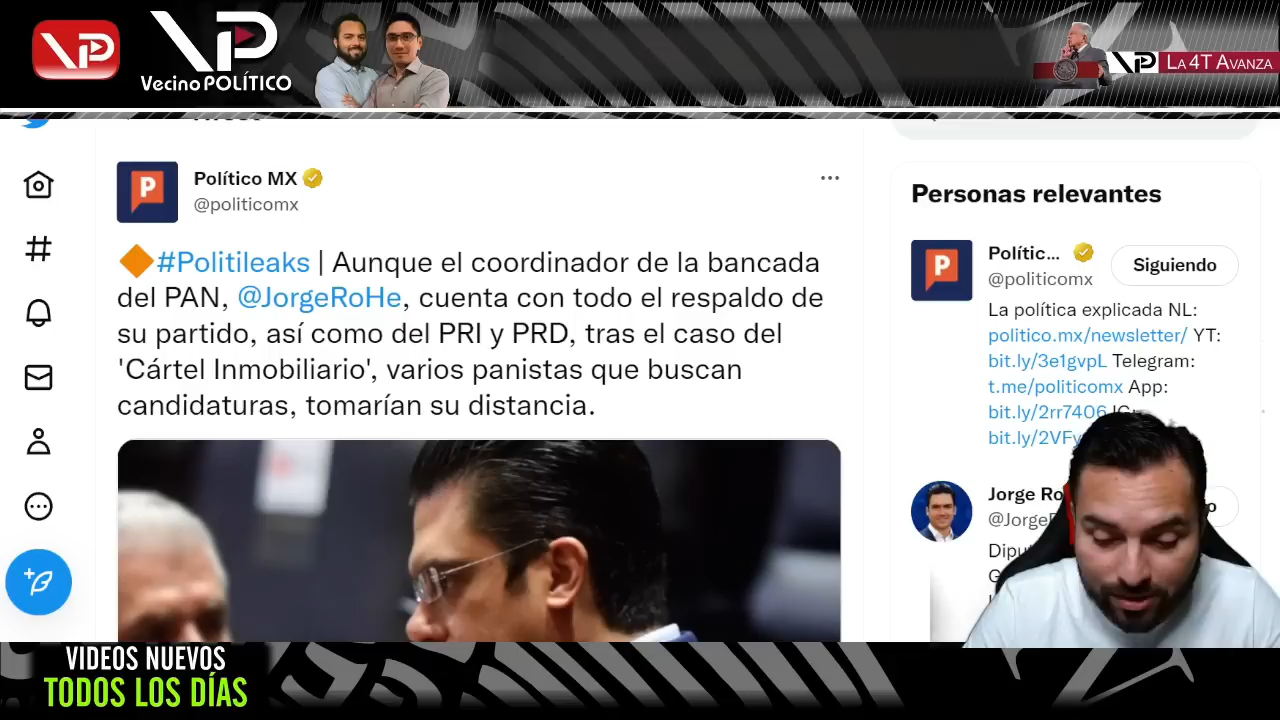 VP
VP
Vecino POLÍTICO
VP
LA 4T AVANZA
Político MX
@politicomx
#Politileaks | Aunque el coordinador de la bancada
del PAN, @JorgeRoHe, cuenta con todo el respaldo de
su partido, así como del PRI y PRD, tras el caso del
'Cártel Inmobiliario', varios panistas que buscan
candidaturas, tomarían su distancia.
Personas relevantes
Polític...
@politicomx
Siguiendo
La política explicada NL:
politico.mx/newsletter/ YT:
bit.ly/3e1gvpL Telegram:
t.me/politicomx App:
bit.ly/2rr7406
bit.ly/2VFy
Jorge Ro
@JorgeR
Dipu
VIDEOS NUEVOS
TODOS LOS DÍAS